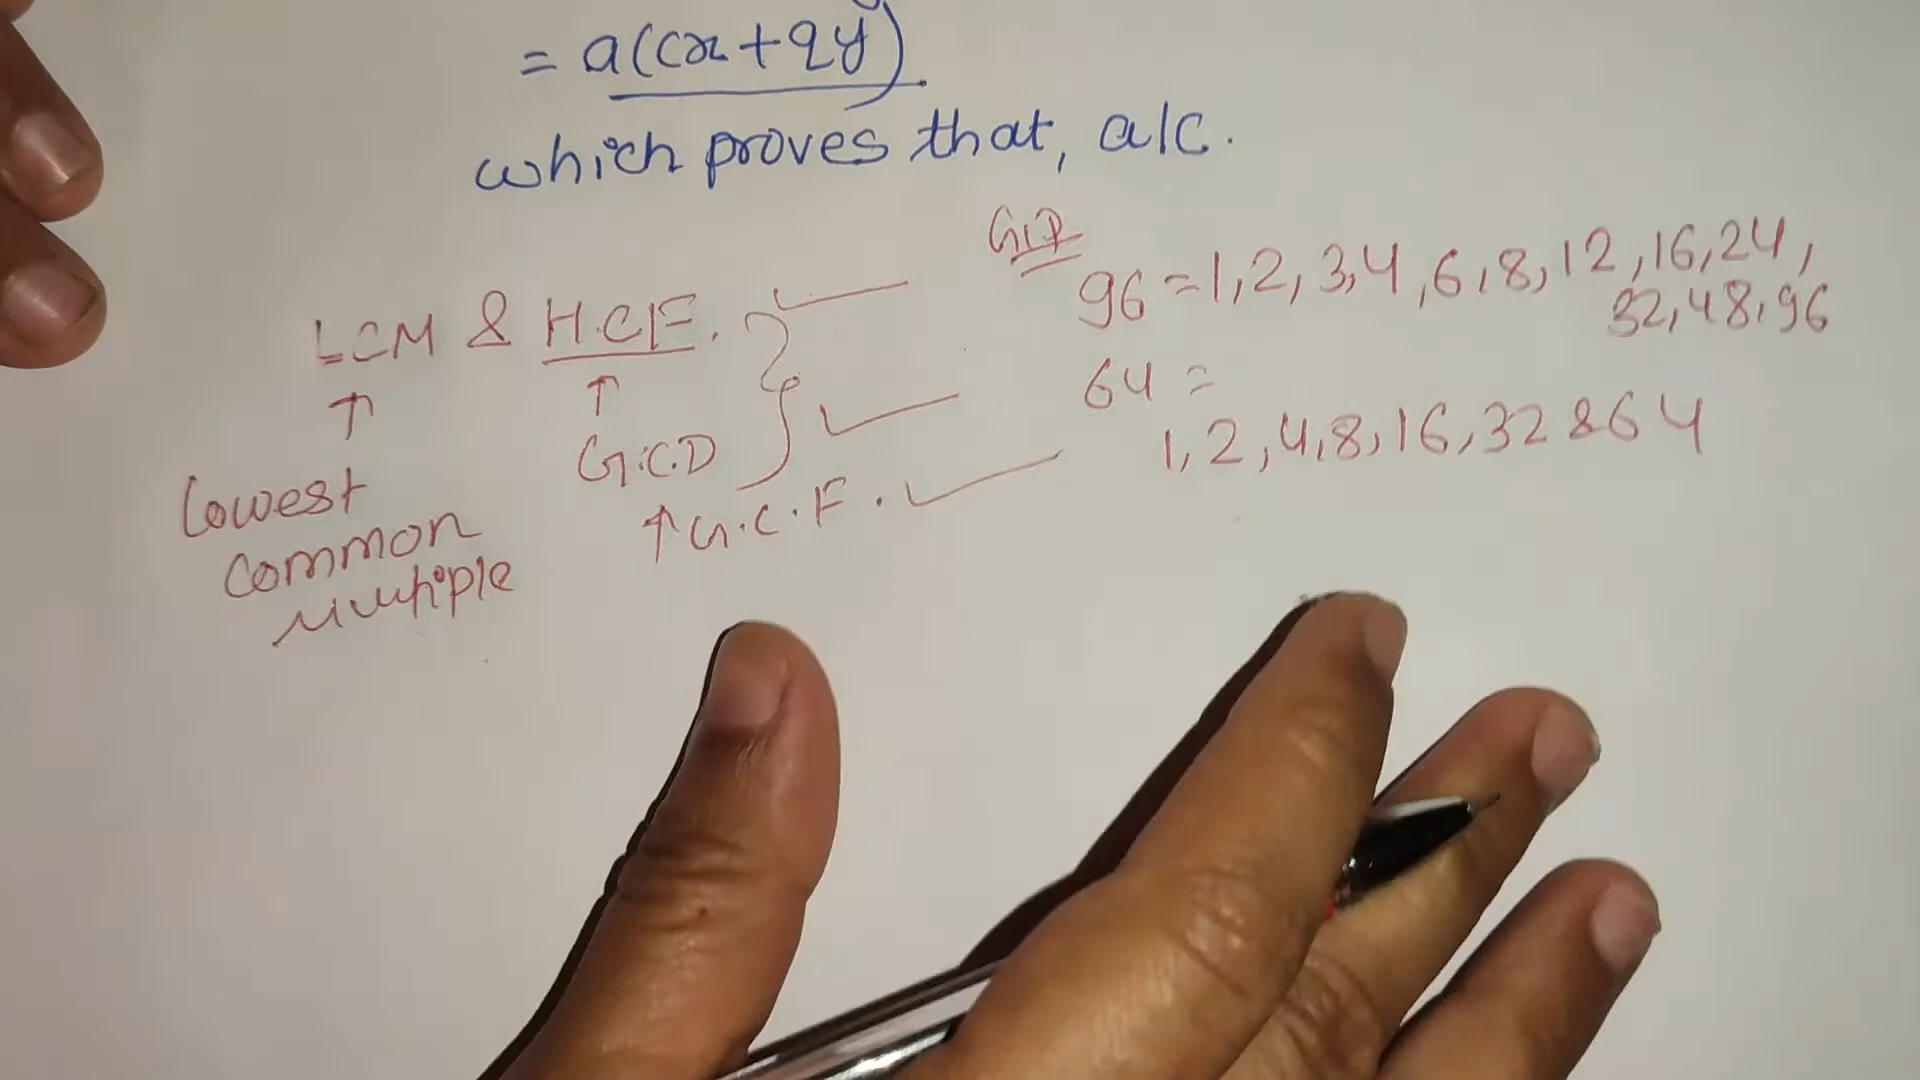 = a(cx+qy)
which proves that, a|c.
LCM & H.C.F.
G.C.D
G.C.F.
Lowest
Common
Multiple
96 = 1, 2, 3, 4, 6, 8, 12, 16, 24,
32, 48, 96
64 =
1, 2, 4, 8, 16, 32 & 64